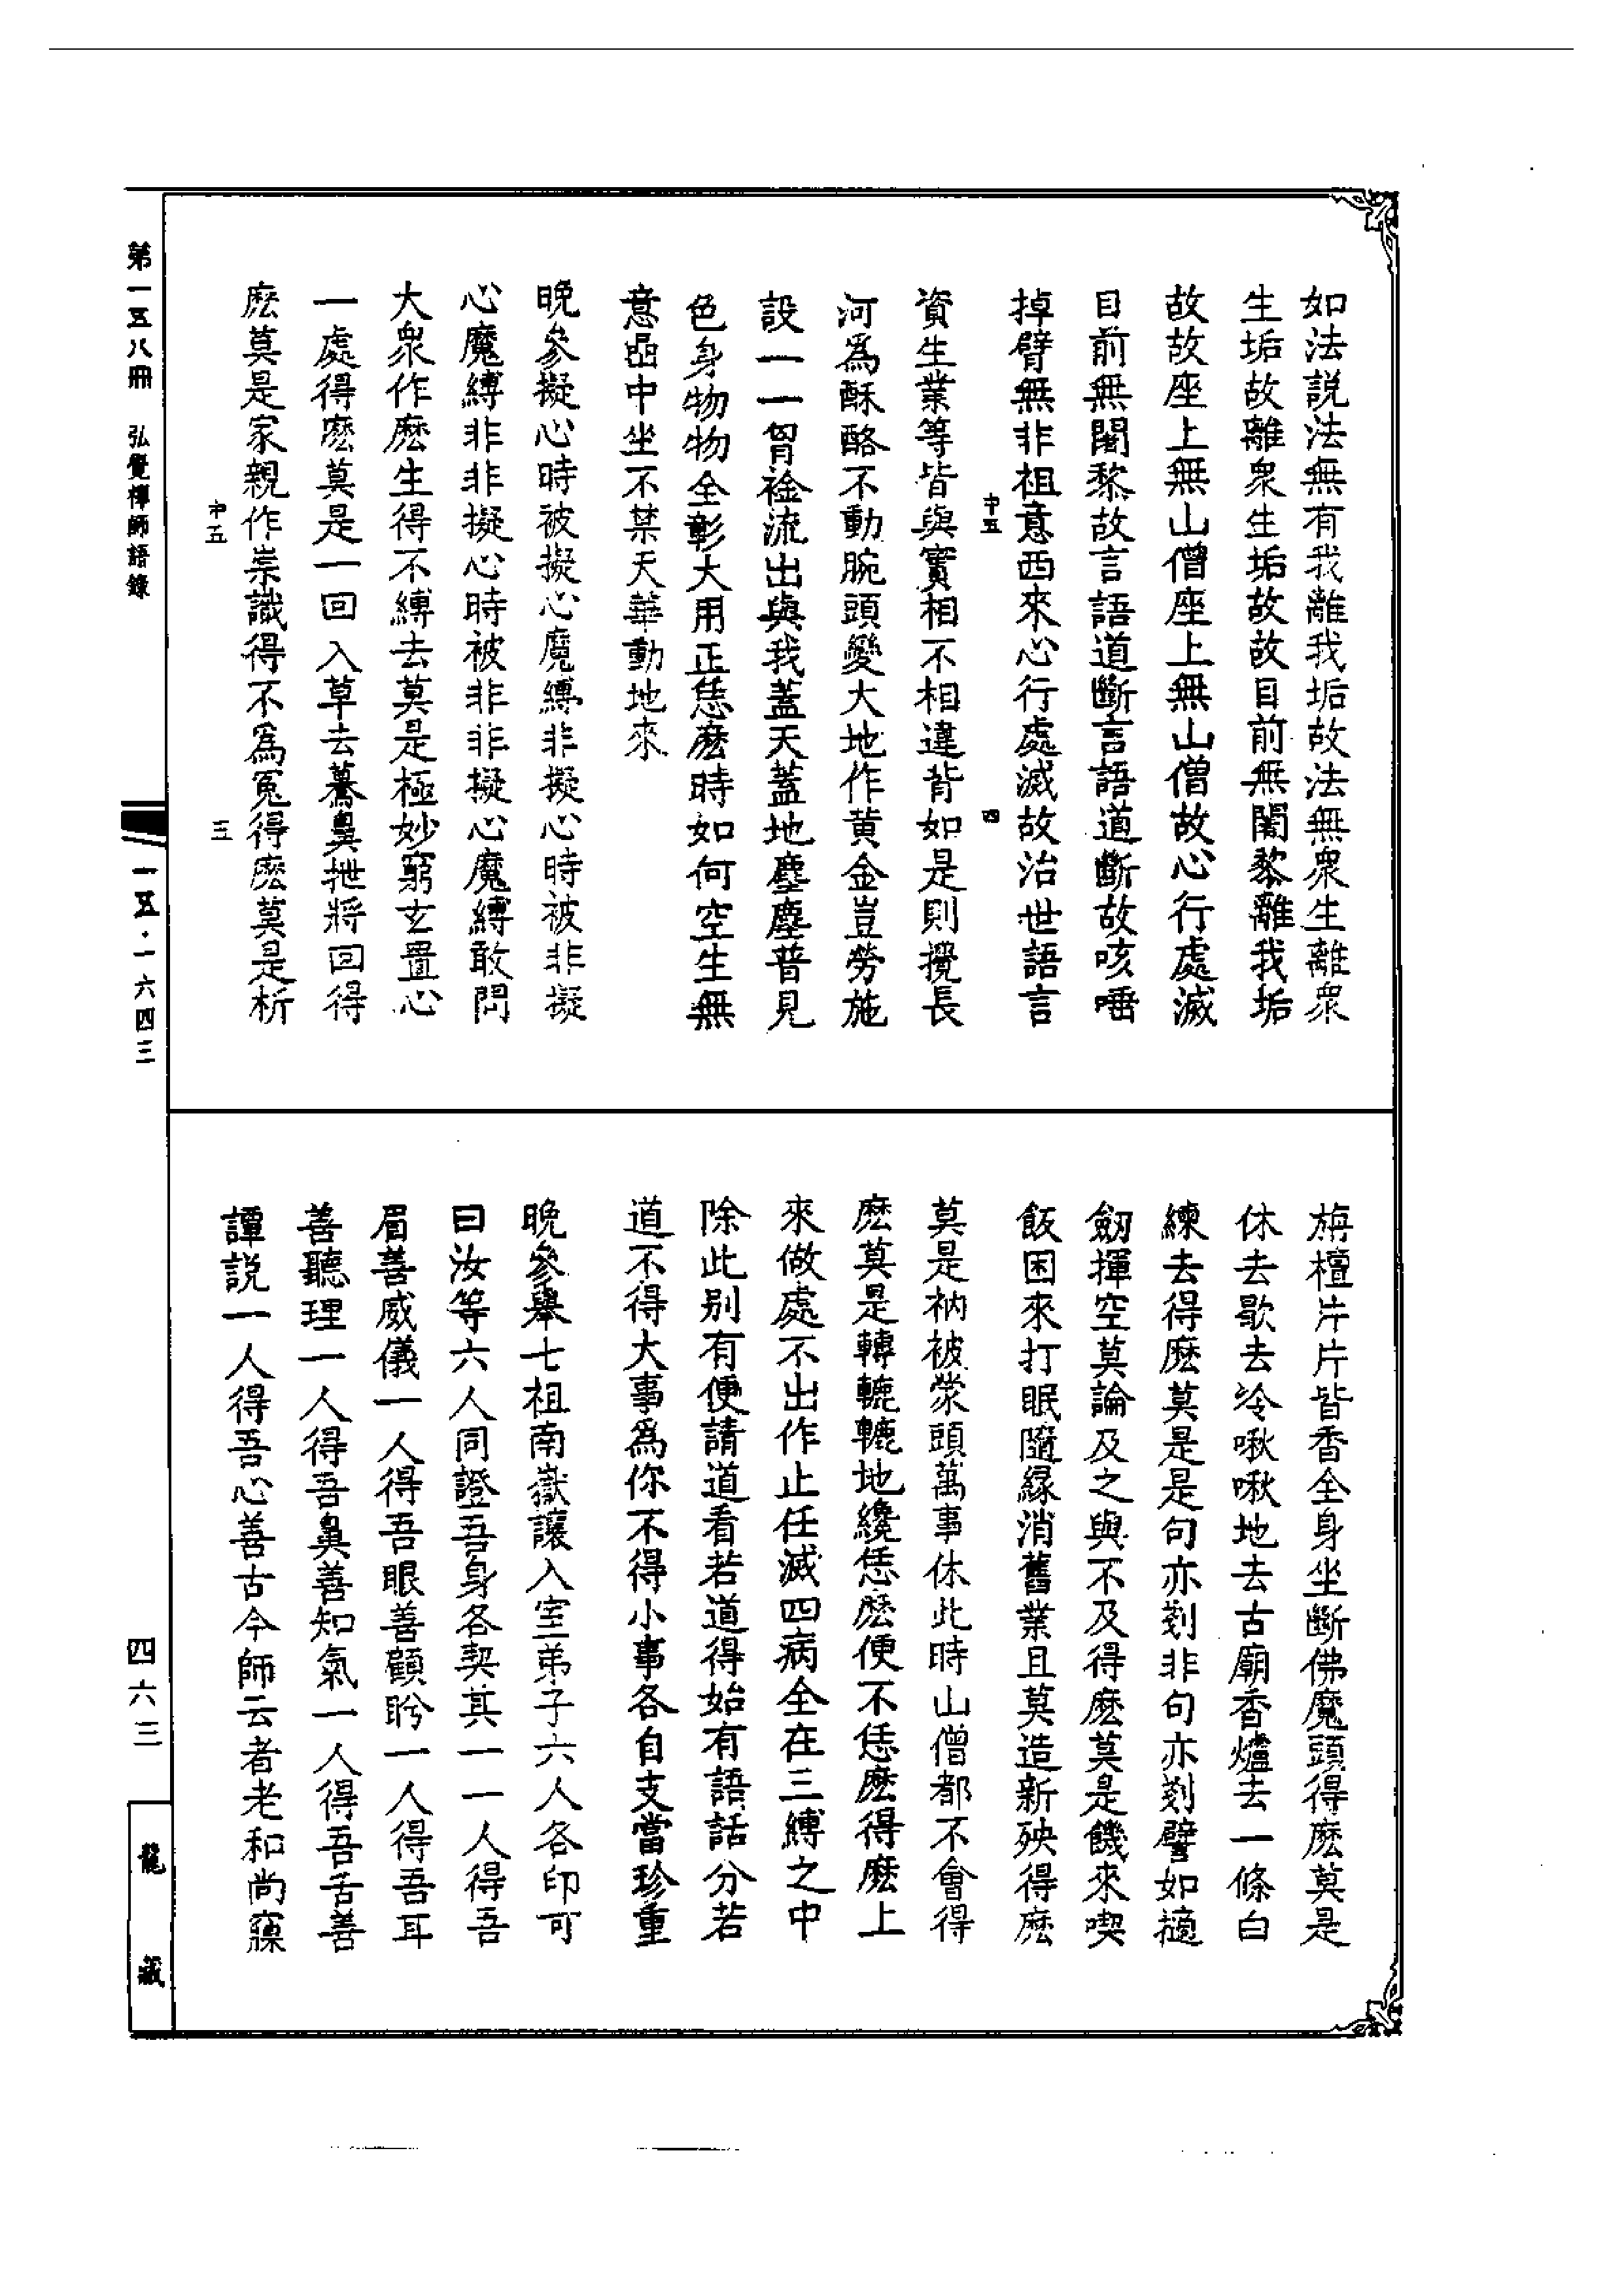 如法説法無有我離我垢故法無衆生離衆
生垢故離衆生垢故故目前無闍黎離我垢
故故座上無山僧座上無山僧故心行處滅
目前無闍黎故言語道斷言語道斷故咳唾
掉臂無非祖意西來心行處滅故治世語言
中五
四
資生業等皆與實相不相違背如是則攪長
河爲酥酪不動腕頭變大地作黄金豈勞施
設一一胷襟流出與我蓋天蓋地塵塵普見
色身物物全彰大用正恁麽時如何空生無
意嵒中坐不禁天華動地來
晚參擬心時被擬心魔縛非擬心時被非擬
心魔縛非非擬心時被非非擬心魔縛敢問
大衆作麽生得不縛去莫是極妙窮玄置心
一處得麽莫是一回入草去驀鼻拽將回得
麽莫是家親作祟識得不爲冤得麽莫是析
中五
三
旃檀片片片皆香全身坐斷佛魔頭得麽莫是
休去歇去冷啾啾地去古廟香爐去一條白
練去得麽莫是是句亦剗非句亦剗譬如擿
劒揮空莫論及之與不及得麽莫是饑來喫
飯困來打眠隨緣消舊業且莫造新殃得麽
莫是衲被蒙頭萬事休此時山僧都不會得
麽莫是轉轆轆地纔恁麽便不恁麽得麽上
來做處不出作止任滅四病全在三縛之中
除此别有便請道看若道得始有語話分若
道不得大事爲你不得小事各自支當珍重
晚參舉七祖南嶽讓入室弟子六人各印可
曰汝等六人同證吾身各契其一一人得吾
眉善威儀一人得吾眼善顧盻一人得吾耳
善聽理一人得吾鼻善知氣一人得吾舌善
譚説一人得吾心善古今師云者老和尚寐
第一五八冊　弘覺禪師語錄
一五·一六四三
四六三
龍藏